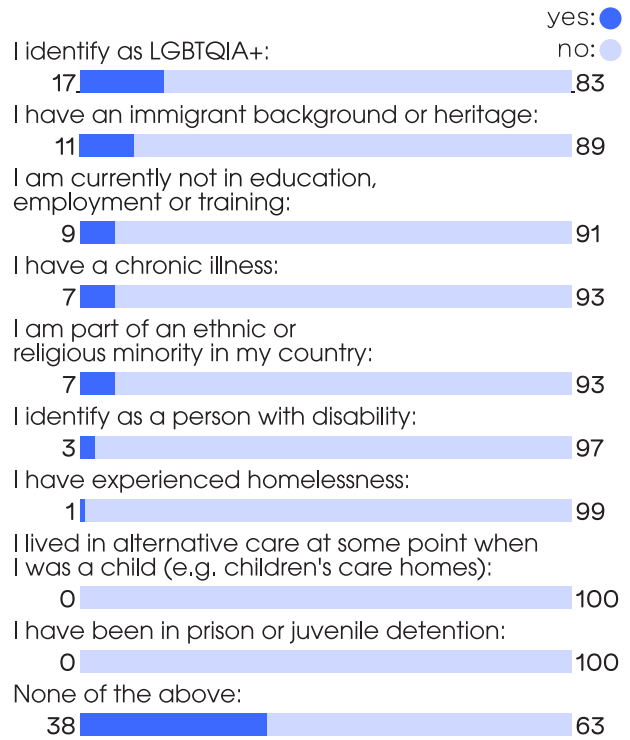 yes:
I identify as LGBTQIA+:
no:
17 83
I have an immigrant background or heritage:
11 89
I am currently not in education,
employment or training:
9 91
I have a chronic illness:
7 93
I am part of an ethnic or
religious minority in my country:
7 93
I identify as a person with disability:
3 97
I have experienced homelessness:
1 99
I lived in alternative care at some point when
I was a child (e.g. children's care homes):
0 100
I have been in prison or juvenile detention:
0 100
None of the above:
38 63